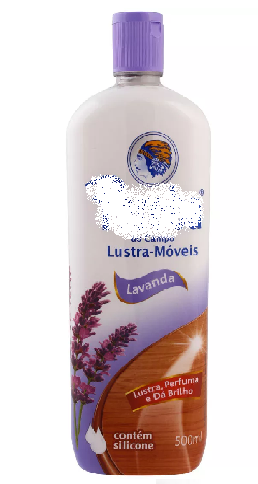 do Campo
Lustra-Móveis
Lavanda
Lustra, Perfuma
e Dá Brilho
contém
silicone
500ml